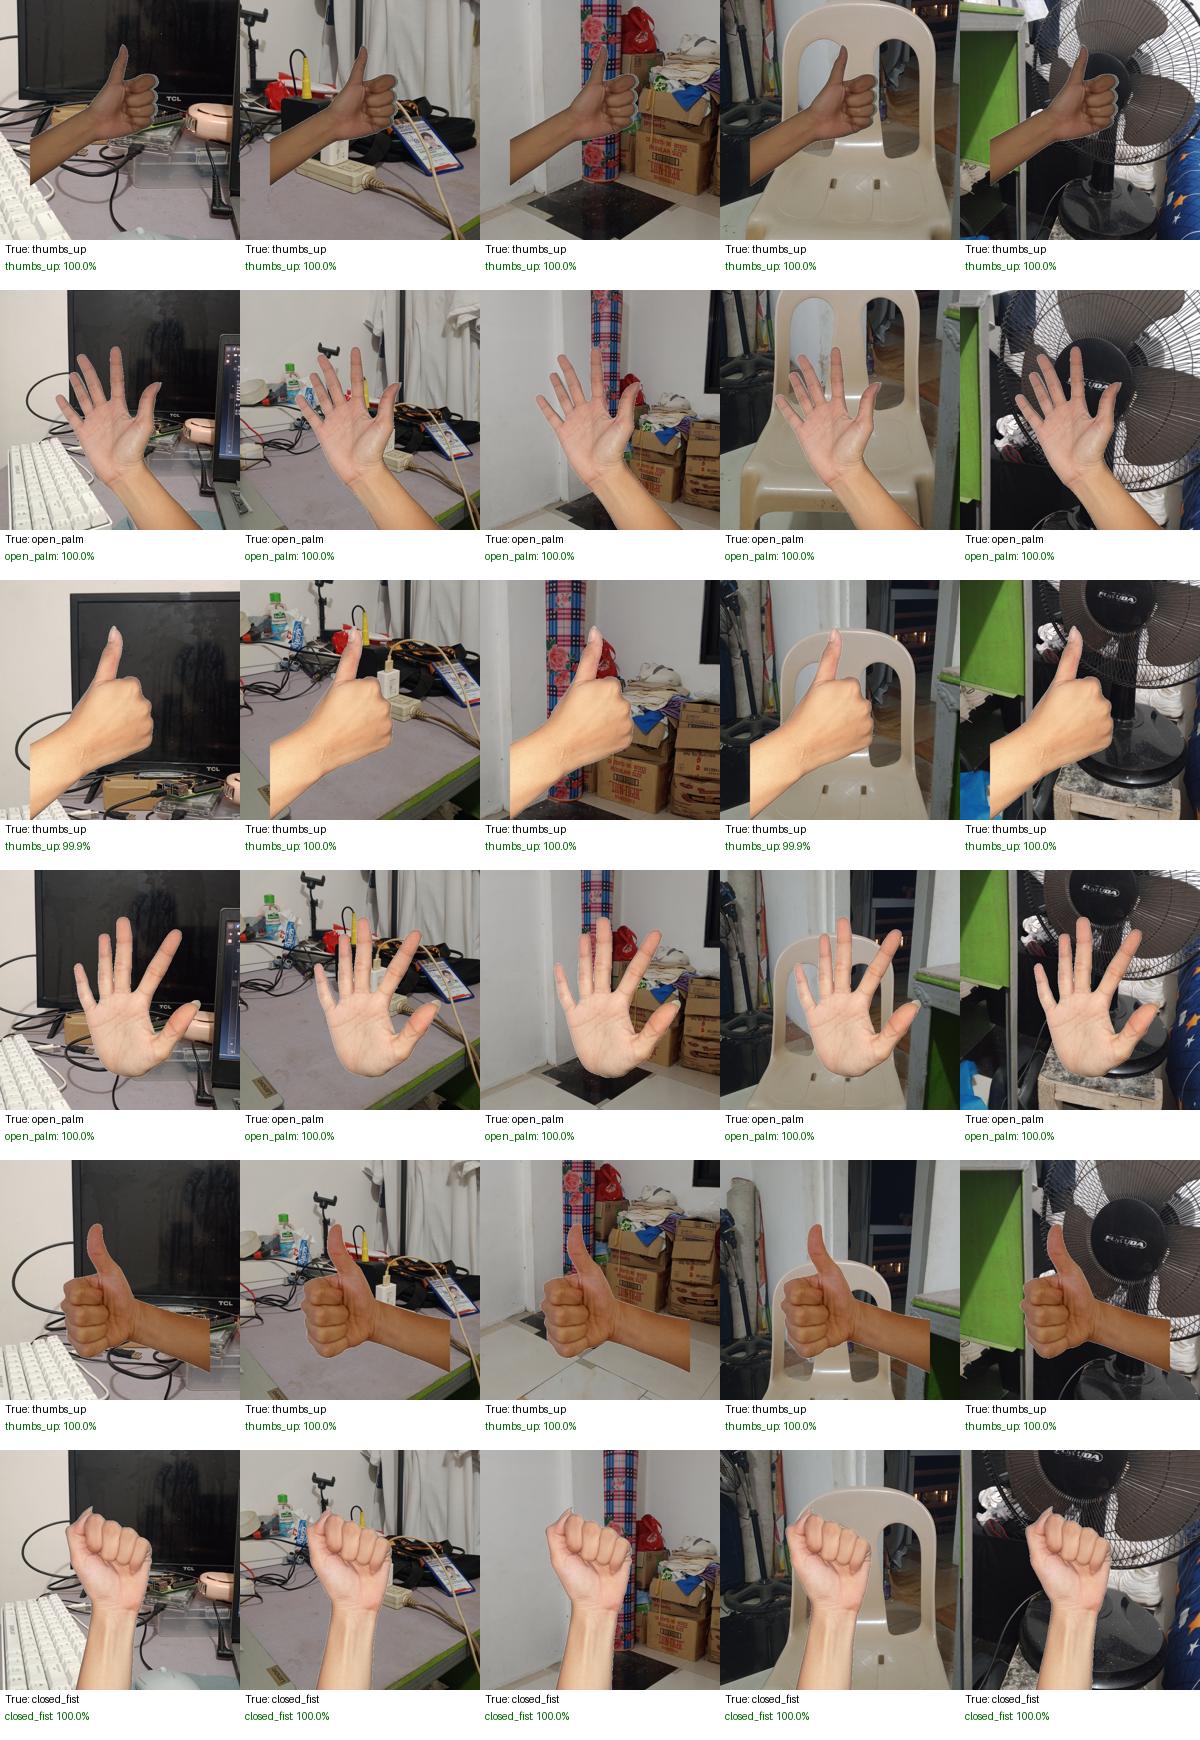 TCL
True: thumbs_up True: thumbs_up True: thumbs_up True: thumbs_up True: thumbs_up
thumbs_up: 100.0% thumbs_up: 100.0% thumbs_up: 100.0% thumbs_up: 100.0% thumbs_up: 100.0%
TCL
True: open_palm True: open_palm True: open_palm True: open_palm True: open_palm
open_palm: 100.0% open_palm: 100.0% open_palm: 100.0% open_palm: 100.0% open_palm: 100.0%
TCL
True: thumbs_up True: thumbs_up True: thumbs_up True: thumbs_up True: thumbs_up
thumbs_up: 99.9% thumbs_up: 100.0% thumbs_up: 100.0% thumbs_up: 99.9% thumbs_up: 100.0%
TCL
True: open_palm True: open_palm True: open_palm True: open_palm True: open_palm
open_palm: 100.0% open_palm: 100.0% open_palm: 100.0% open_palm: 100.0% open_palm: 100.0%
FUKUDA
TCL
True: thumbs_up True: thumbs_up True: thumbs_up True: thumbs_up True: thumbs_up
thumbs_up: 100.0% thumbs_up: 100.0% thumbs_up: 100.0% thumbs_up: 100.0% thumbs_up: 100.0%
True: closed_fist True: closed_fist True: closed_fist True: closed_fist True: closed_fist
closed_fist: 100.0% closed_fist: 100.0% closed_fist: 100.0% closed_fist: 100.0% closed_fist: 100.0%